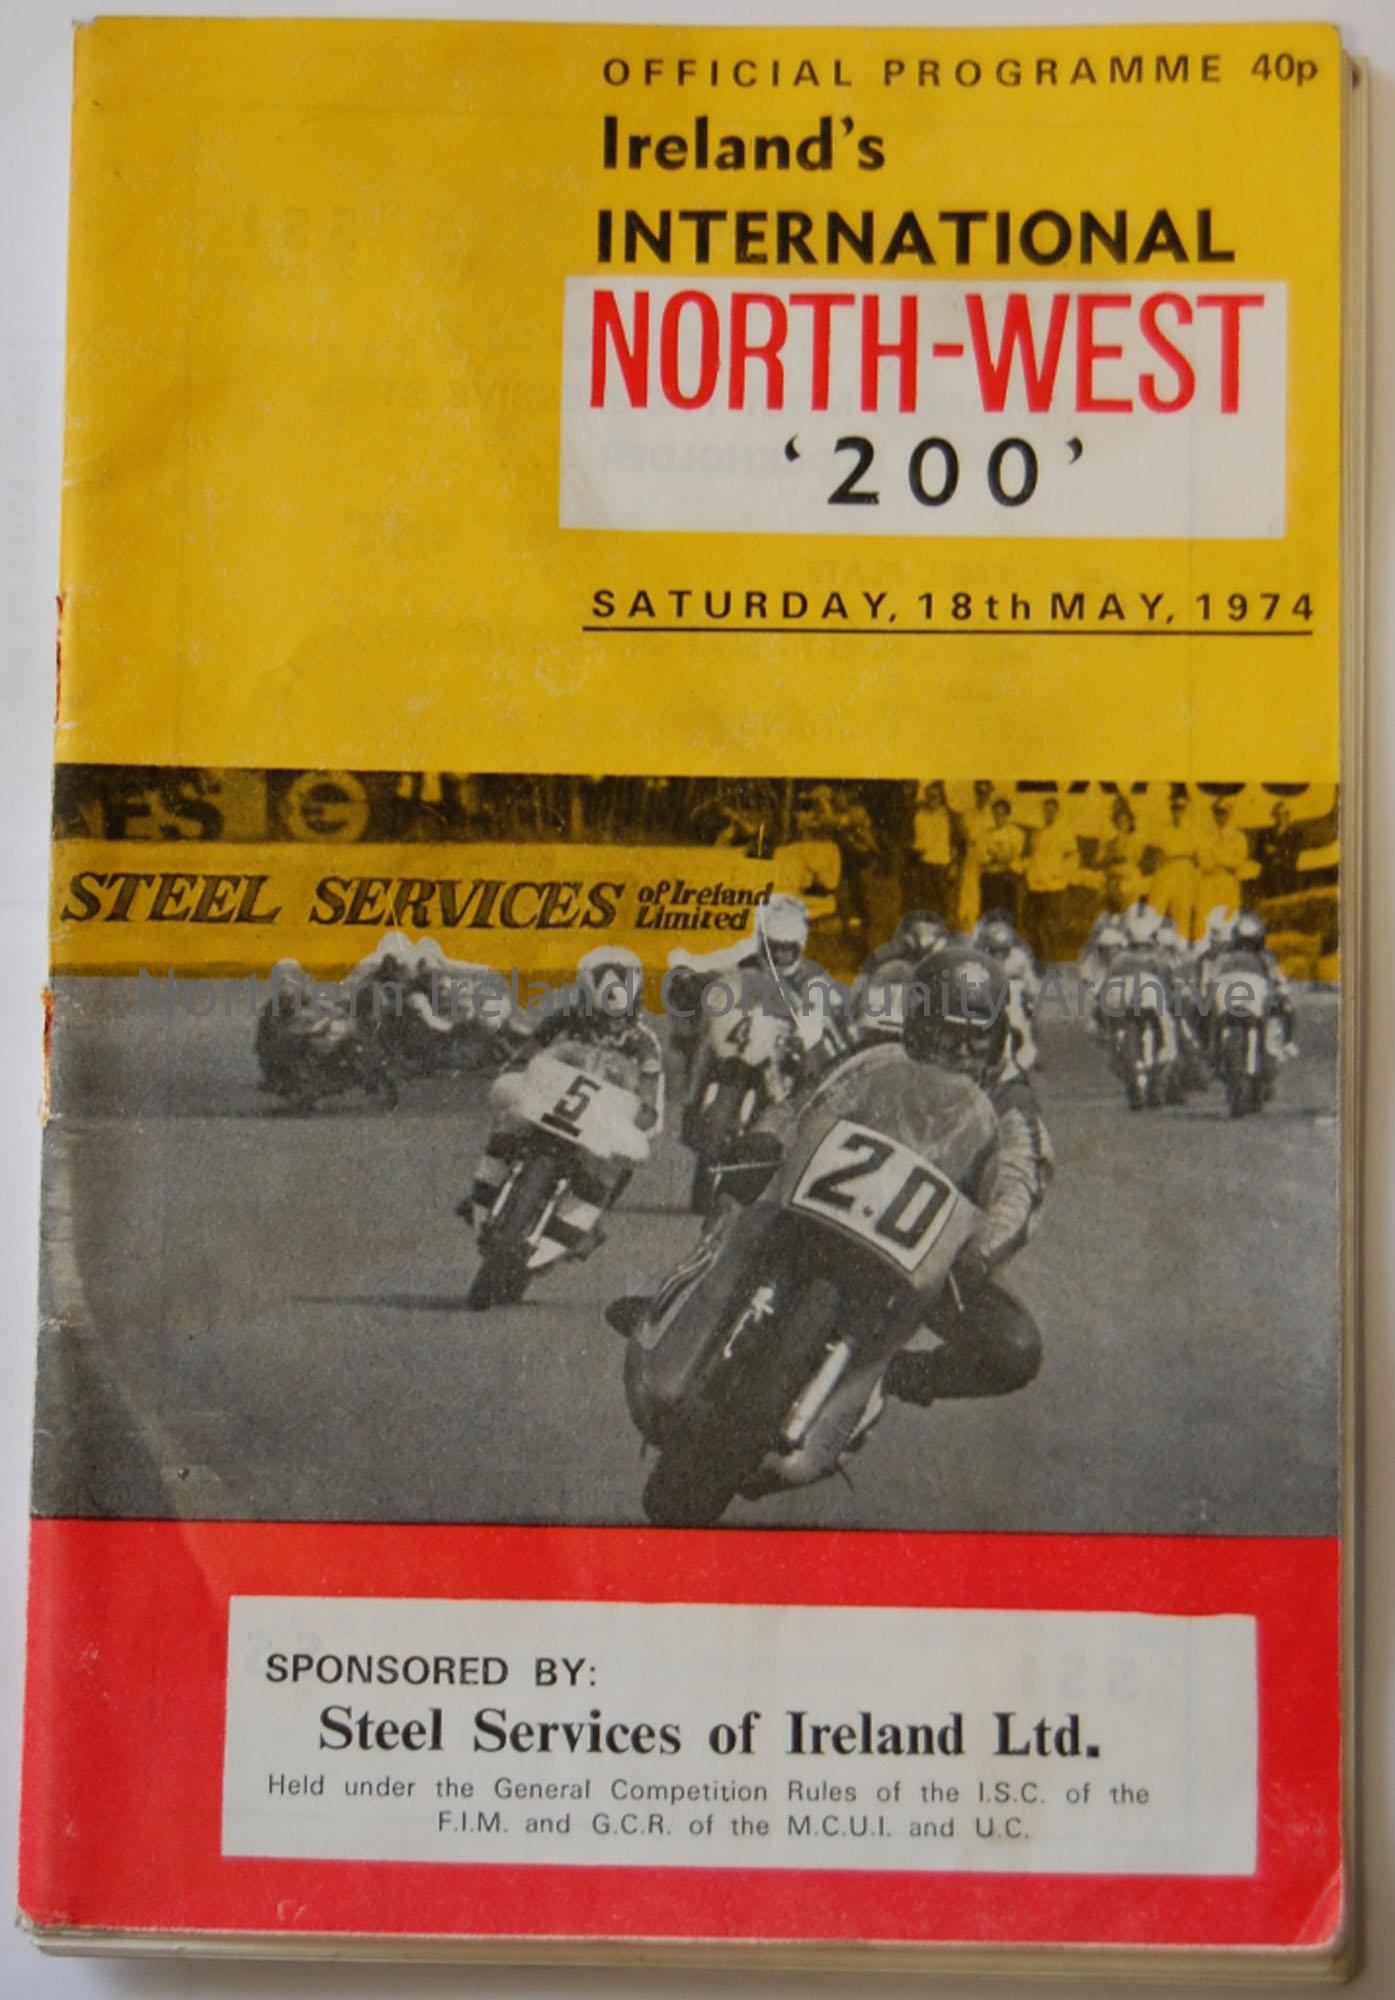 OFFICIAL PROGRAMME 40p
Ireland's
INTERNATIONAL
NORTH-WEST
'200'
SATURDAY, 18th MAY, 1974
STEEL SERVICES of Ireland
Limited
Northern Ireland Community Archive
5
4
2.0
SPONSORED BY:
Steel Services of Ireland Ltd.
Held under the General Competition Rules of the I.S.C. of the
F.I.M. and G.C.R. of the M.C.U.I. and U.C.